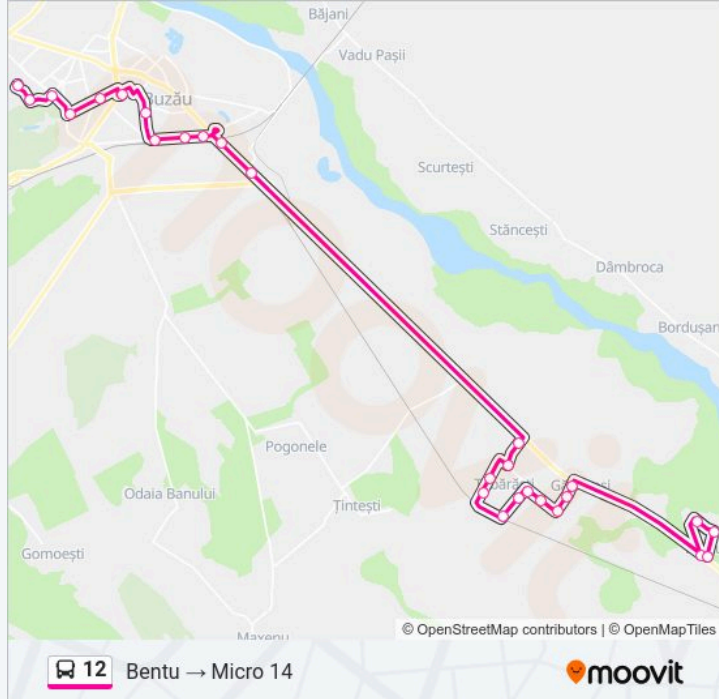 Băjani
Vadu Pașii
Buzău
Scurtești
Stăncești
Dâmbroca
Bordușan
Pogonele
Odaia Banului
Țintești
Gomoești
Maxenu
© OpenStreetMap contributors | © OpenMapTiles
12 Bentu → Micro 14
moovit